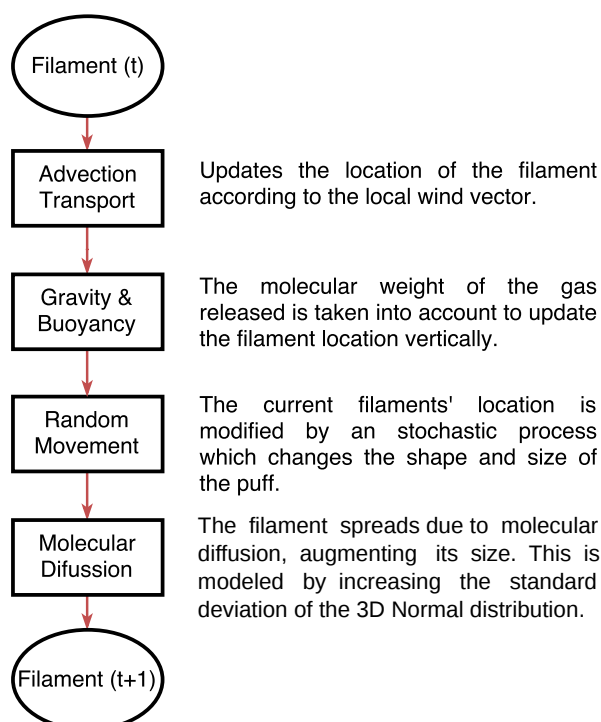 Filament (t)
Advection
Transport
Updates the location of the filament
according to the local wind vector.
Gravity &
Buoyancy
The molecular weight of the gas
released is taken into account to update
the filament location vertically.
Random
Movement
The current filaments' location is
modified by an stochastic process
which changes the shape and size of
the puff.
Molecular
Difussion
The filament spreads due to molecular
diffusion, augmenting its size. This is
modeled by increasing the standard
deviation of the 3D Normal distribution.
Filament (t+1)